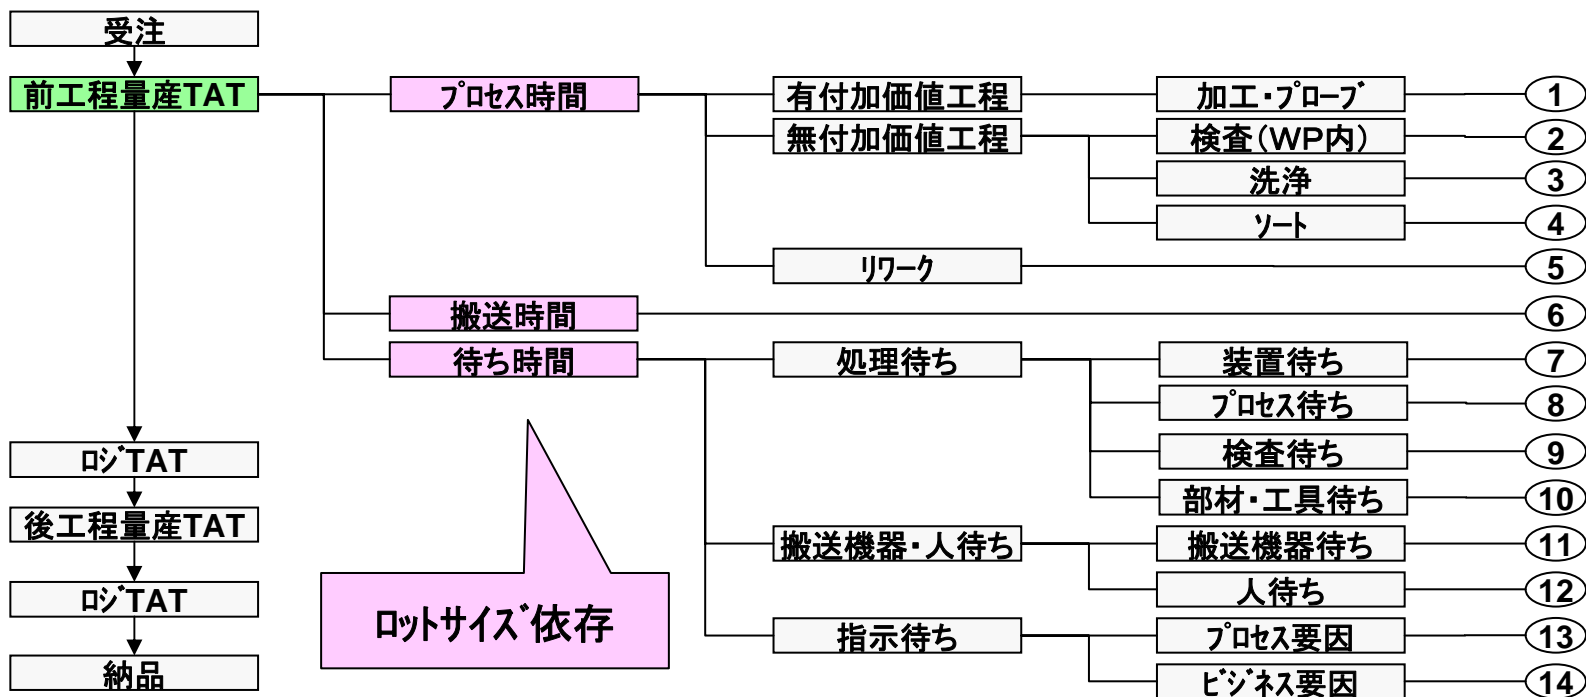 受注
前工程量産TAT
ﾌﾟﾛｾｽ時間
有付加価値工程
加工・ﾌﾟﾛｰﾌﾞ
1
無付加価値工程
検査（WP内）
2
洗浄
3
ｿｰﾄ
4
ﾘﾜｰｸ
5
搬送時間
6
待ち時間
処理待ち
装置待ち
7
ﾌﾟﾛｾｽ待ち
8
検査待ち
9
部材・工具待ち
10
搬送機器・人待ち
搬送機器待ち
11
人待ち
12
指示待ち
ﾌﾟﾛｾｽ要因
13
ﾋﾞｼﾞﾈｽ要因
14
ﾛｼﾞTAT
後工程量産TAT
ﾛｼﾞTAT
納品
ﾛｯﾄｻｲｽﾞ依存